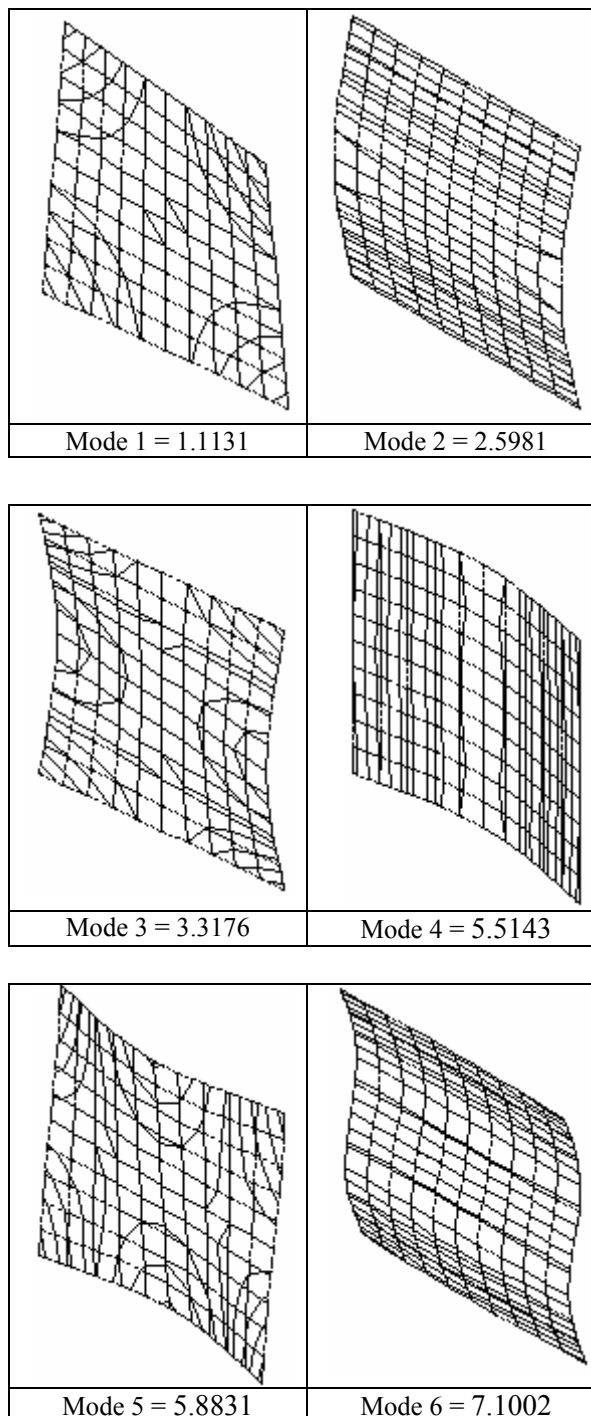 Mode 1 = 1.1131
Mode 2 = 2.5981
Mode 3 = 3.3176
Mode 4 = 5.5143
Mode 5 = 5.8831
Mode 6 = 7.1002